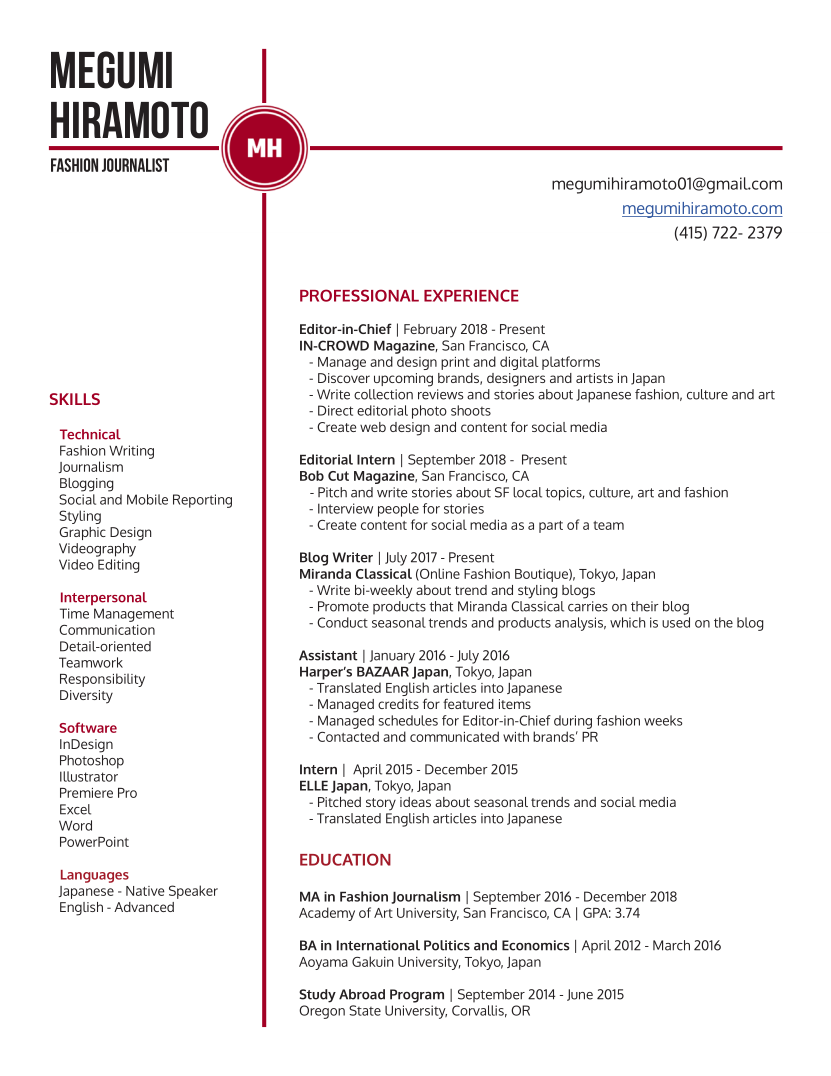 MEGUMI
HIRAMOTO
MH
FASHION JOURNALIST
megumihiramoto01@gmail.com
megumihiramoto.com
(415) 722- 2379
SKILLS
Technical
Fashion Writing
Journalism
Blogging
Social and Mobile Reporting
Styling
Graphic Design
Videography
Video Editing
Interpersonal
Time Management
Communication
Detail-oriented
Teamwork
Responsibility
Diversity
Software
InDesign
Photoshop
Illustrator
Premiere Pro
Excel
Word
PowerPoint
Languages
Japanese - Native Speaker
English - Advanced
PROFESSIONAL EXPERIENCE
Editor-in-Chief | February 2018 - Present
IN-CROWD Magazine, San Francisco, CA
- Manage and design print and digital platforms
- Discover upcoming brands, designers and artists in Japan
- Write collection reviews and stories about Japanese fashion, culture and art
- Direct editorial photo shoots
- Create web design and content for social media
Editorial Intern | September 2018 -  Present
Bob Cut Magazine, San Francisco, CA
- Pitch and write stories about SF local topics, culture, art and fashion
- Interview people for stories
- Create content for social media as a part of a team
Blog Writer | July 2017 - Present
Miranda Classical (Online Fashion Boutique), Tokyo, Japan
- Write bi-weekly about trend and styling blogs
- Promote products that Miranda Classical carries on their blog
- Conduct seasonal trends and products analysis, which is used on the blog
Assistant | January 2016 - July 2016
Harper's BAZAAR Japan, Tokyo, Japan
- Translated English articles into Japanese
- Managed credits for featured items
- Managed schedules for Editor-in-Chief during fashion weeks
- Contacted and communicated with brands' PR
Intern |  April 2015 - December 2015
ELLE Japan, Tokyo, Japan
- Pitched story ideas about seasonal trends and social media
- Translated English articles into Japanese
EDUCATION
MA in Fashion Journalism | September 2016 - December 2018
Academy of Art University, San Francisco, CA | GPA: 3.74
BA in International Politics and Economics | April 2012 - March 2016
Aoyama Gakuin University, Tokyo, Japan
Study Abroad Program | September 2014 - June 2015
Oregon State University, Corvallis, OR